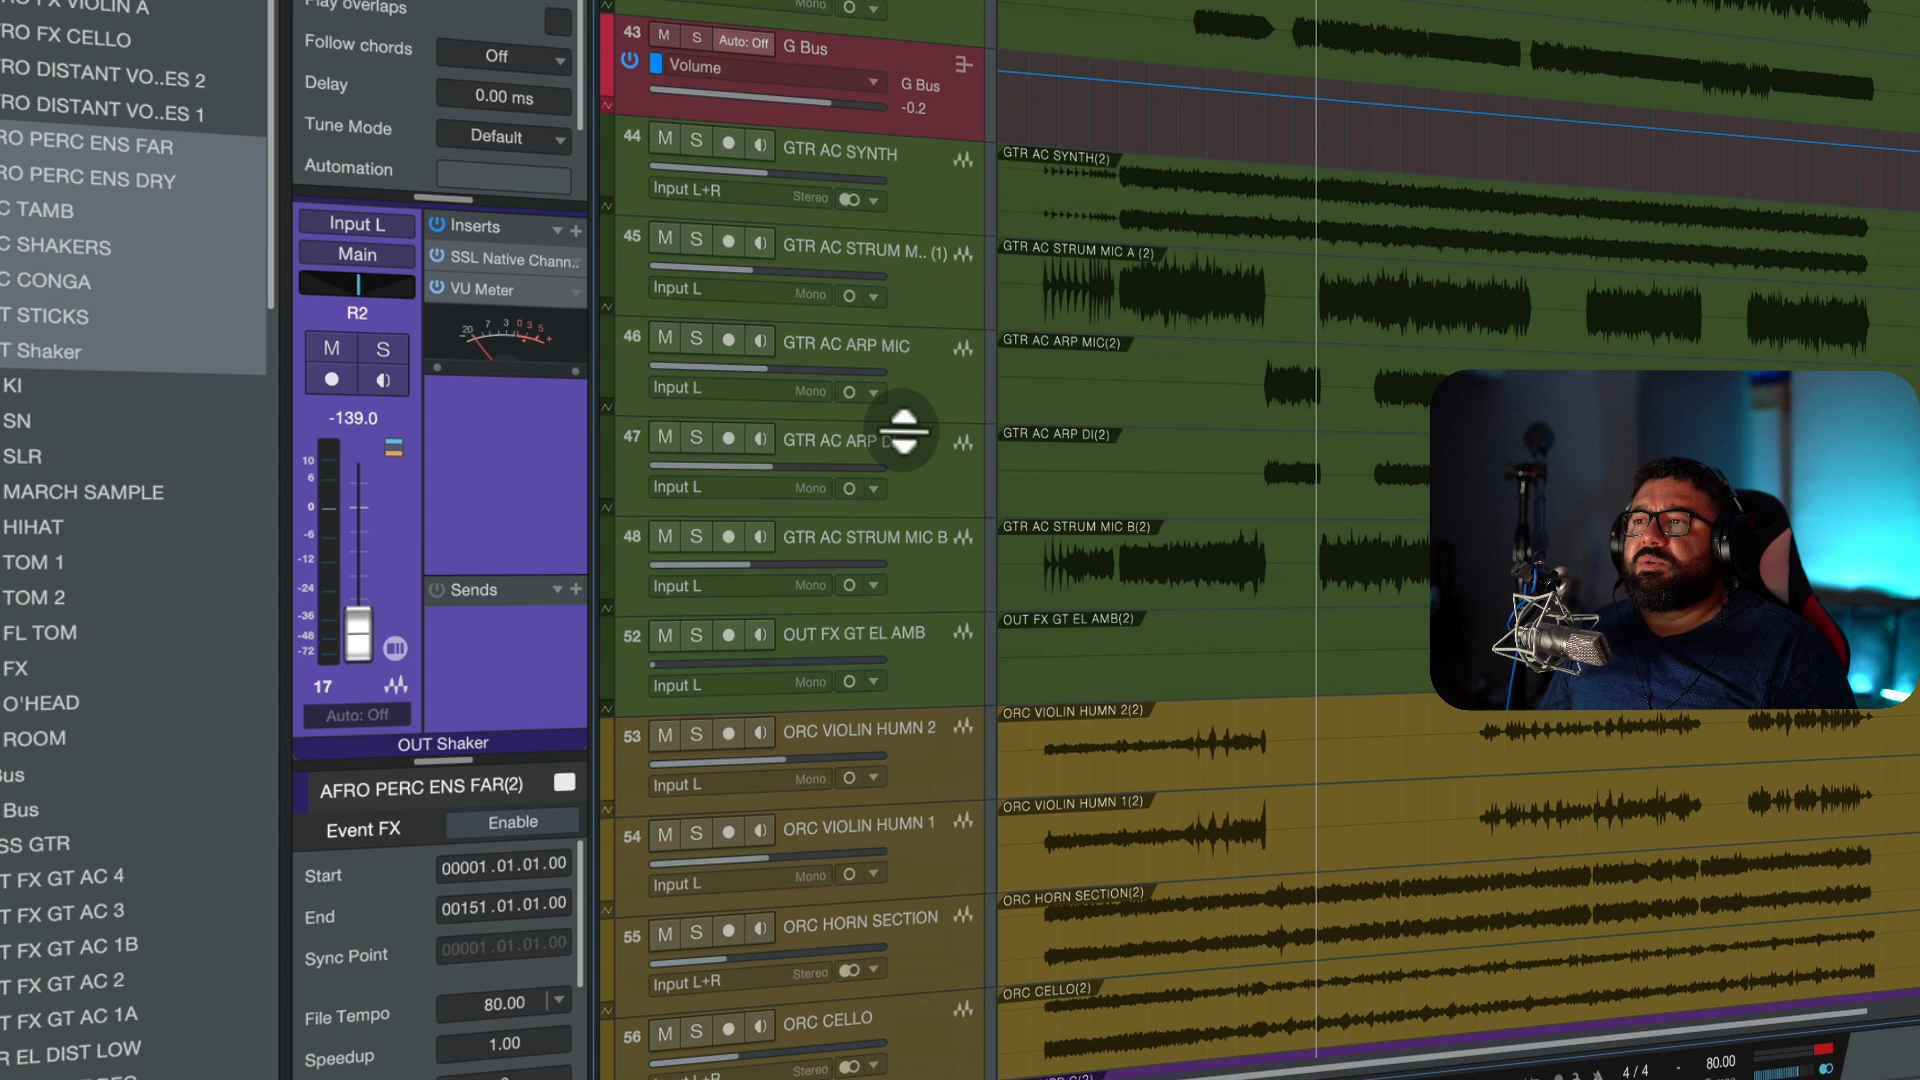 RO FX VIOLIN A
RO FX CELLO
RO DISTANT VO..ES 2
RO DISTANT VO..ES 1
RO PERC ENS FAR
RO PERC ENS DRY
C TAMB
C SHAKERS
C CONGA
T STICKS
T Shaker
KI
SN
SLR
MARCH SAMPLE
HIHAT
TOM 1
TOM 2
FL TOM
FX
O'HEAD
ROOM
Bus
Bus
SS GTR
T FX GT AC 4
T FX GT AC 3
T FX GT AC 1B
T FX GT AC 2
T FX GT AC 1A
R EL DIST LOW
Play overlaps
Follow chords
Off
Delay
0.00 ms
Tune Mode
Default
Automation
Input L
Main
R2
M S
-139.0
10
6
0
-6
-12
-24
-36
-48
-72
17
Auto: Off
OUT Shaker
Inserts
SSL Native Chann..
VU Meter
20 7 3 0 3 5 +
Sends
AFRO PERC ENS FAR(2)
Event FX
Enable
Start
00001.01.01.00
End
00151.01.01.00
Sync Point
00001.01.01.00
File Tempo
80.00
Speedup
1.00
Mono
43 M S Auto: Off G Bus
Volume
G Bus
-0.2
44 M S GTR AC SYNTH
Input L+R Stereo
45 M S GTR AC STRUM M.. (1)
Input L Mono
46 M S GTR AC ARP MIC
Input L Mono
47 M S GTR AC ARP D
Input L Mono
48 M S GTR AC STRUM MIC B
Input L Mono
52 M S OUT FX GT EL AMB
Input L Mono
53 M S ORC VIOLIN HUMN 2
Input L Mono
54 M S ORC VIOLIN HUMN 1
Input L Mono
55 M S ORC HORN SECTION
Input L+R Stereo
56 M S ORC CELLO
Input L+R Stereo
GTR AC SYNTH(2)
GTR AC STRUM MIC A (2)
GTR AC ARP MIC(2)
GTR AC ARP DI(2)
GTR AC STRUM MIC B(2)
OUT FX GT EL AMB(2)
ORC VIOLIN HUMN 2(2)
ORC VIOLIN HUMN 1(2)
ORC HORN SECTION(2)
ORC CELLO(2)
4 / 4 - 80.00